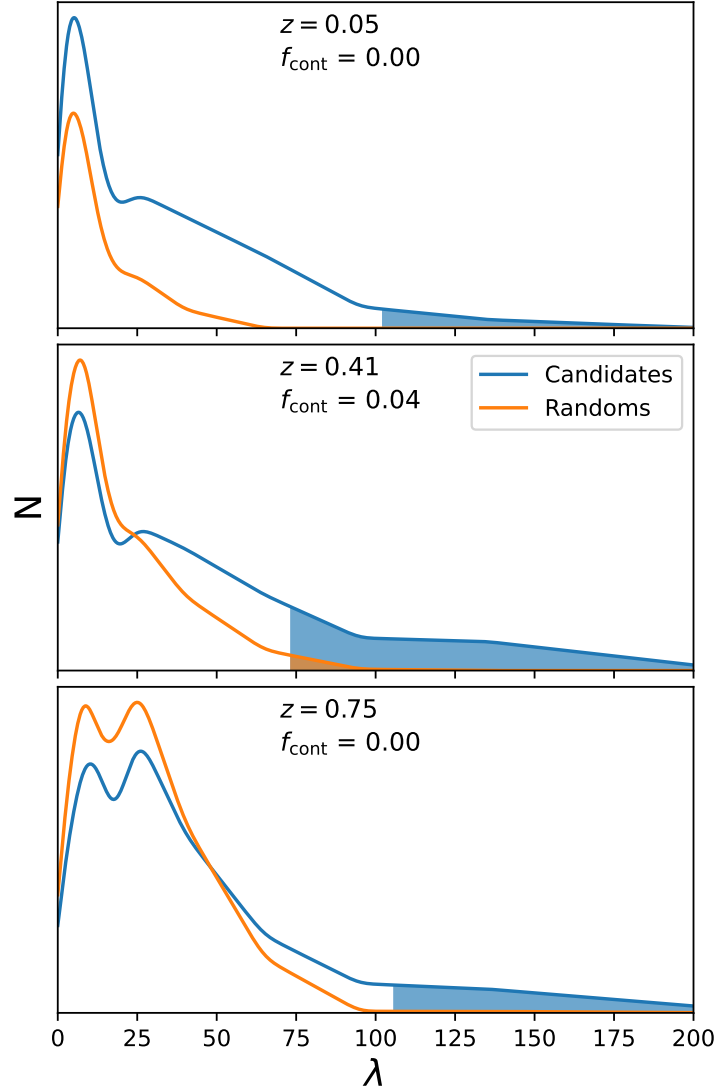 z = 0.05
f_cont = 0.00
z = 0.41
f_cont = 0.04
Candidates
Randoms
N
z = 0.75
f_cont = 0.00
0 25 50 75 100 125 150 175 200
λ